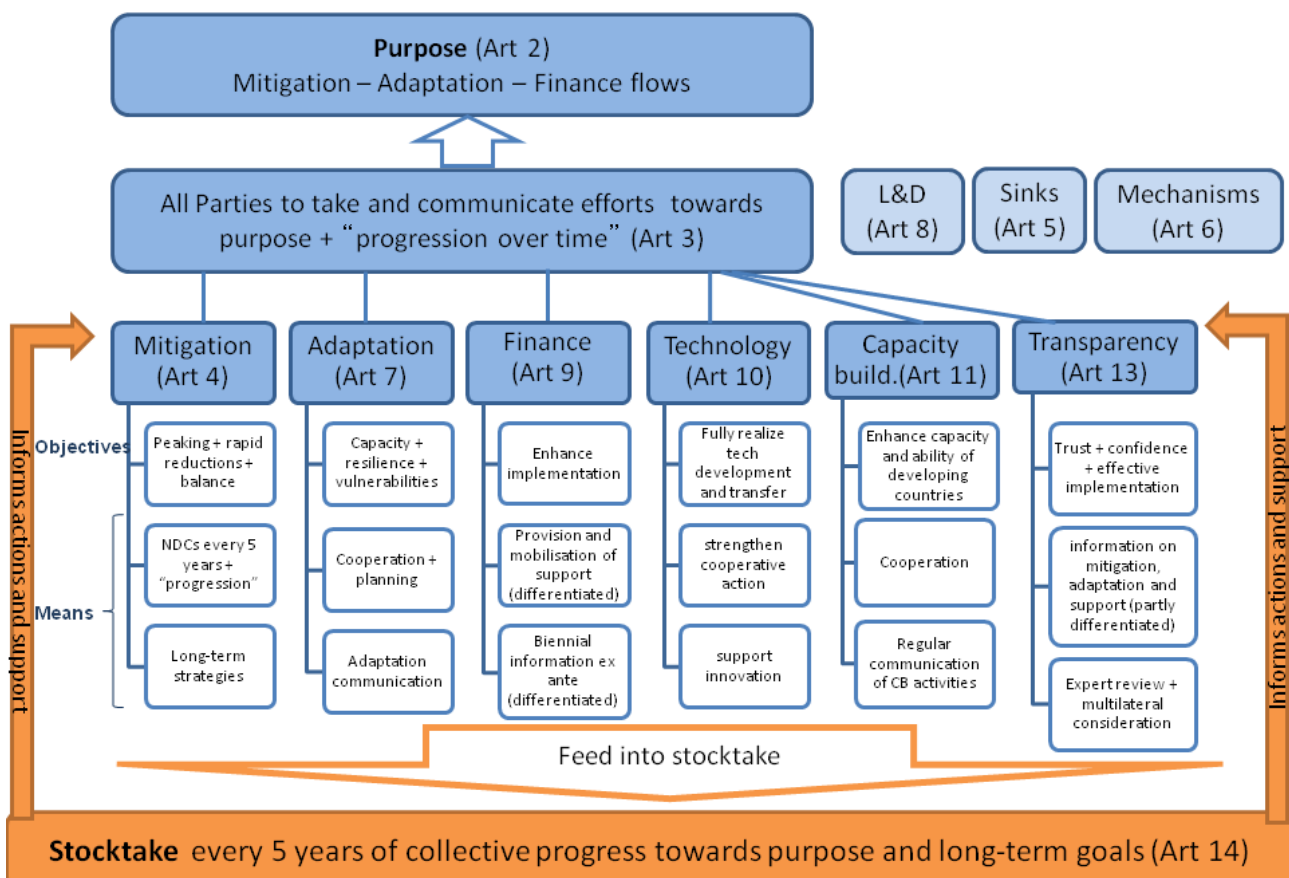 Purpose (Art 2)
Mitigation – Adaptation – Finance flows
All Parties to take and communicate efforts towards
purpose + “progression over time” (Art 3)
L&D
(Art 8)
Sinks
(Art 5)
Mechanisms
(Art 6)
Mitigation
(Art 4)
Adaptation
(Art 7)
Finance
(Art 9)
Technology
(Art 10)
Capacity
build.(Art 11)
Transparency
(Art 13)
Objectives
Peaking + rapid
reductions +
balance
Capacity +
resilience +
vulnerabilities
Enhance
implementation
Fully realize
tech
development
and transfer
Enhance capacity
and ability of
developing
countries
Trust + confidence
+ effective
implementation
Means
NDCs every 5
years +
“progression”
Cooperation +
planning
Provision and
mobilisation of
support
(differentiated)
strengthen
cooperative
action
Cooperation
information on
mitigation,
adaptation and
support (partly
differentiated)
Long-term
strategies
Adaptation
communication
Biennial
information ex
ante
(differentiated)
support
innovation
Regular
communication
of CB activities
Expert review +
multilateral
consideration
Informs actions and support
Informs actions and support
Feed into stocktake
Stocktake every 5 years of collective progress towards purpose and long-term goals (Art 14)